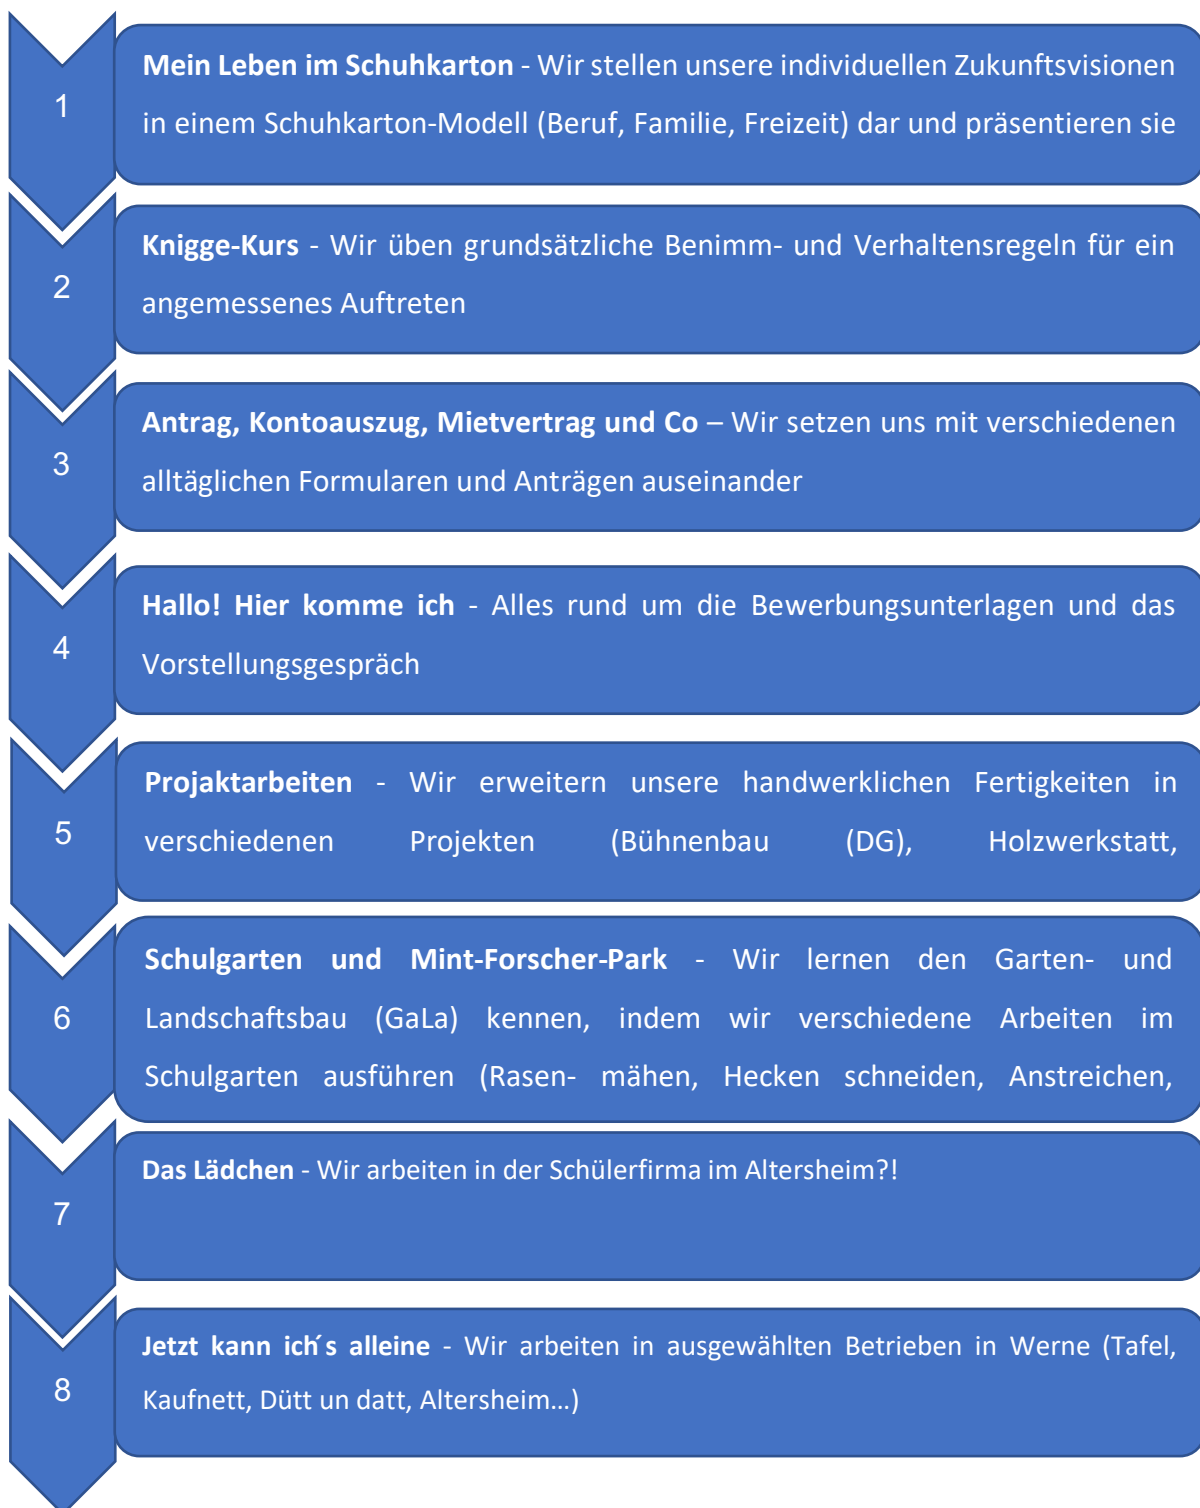 1
Mein Leben im Schuhkarton - Wir stellen unsere individuellen Zukunftsvisionen
in einem Schuhkarton-Modell (Beruf, Familie, Freizeit) dar und präsentieren sie
2
Knigge-Kurs - Wir üben grundsätzliche Benimm- und Verhaltensregeln für ein
angemessenes Auftreten
3
Antrag, Kontoauszug, Mietvertrag und Co – Wir setzen uns mit verschiedenen
alltäglichen Formularen und Anträgen auseinander
4
Hallo! Hier komme ich - Alles rund um die Bewerbungsunterlagen und das
Vorstellungsgespräch
5
Projaktarbeiten - Wir erweitern unsere handwerklichen Fertigkeiten in
verschiedenen Projekten (Bühnenbau (DG), Holzwerkstatt,
6
Schulgarten und Mint-Forscher-Park - Wir lernen den Garten- und
Landschaftsbau (GaLa) kennen, indem wir verschiedene Arbeiten im
Schulgarten ausführen (Rasen- mähen, Hecken schneiden, Anstreichen,
7
Das Lädchen - Wir arbeiten in der Schülerfirma im Altersheim?!
8
Jetzt kann ich´s alleine - Wir arbeiten in ausgewählten Betrieben in Werne (Tafel,
Kaufnett, Dütt un datt, Altersheim…)